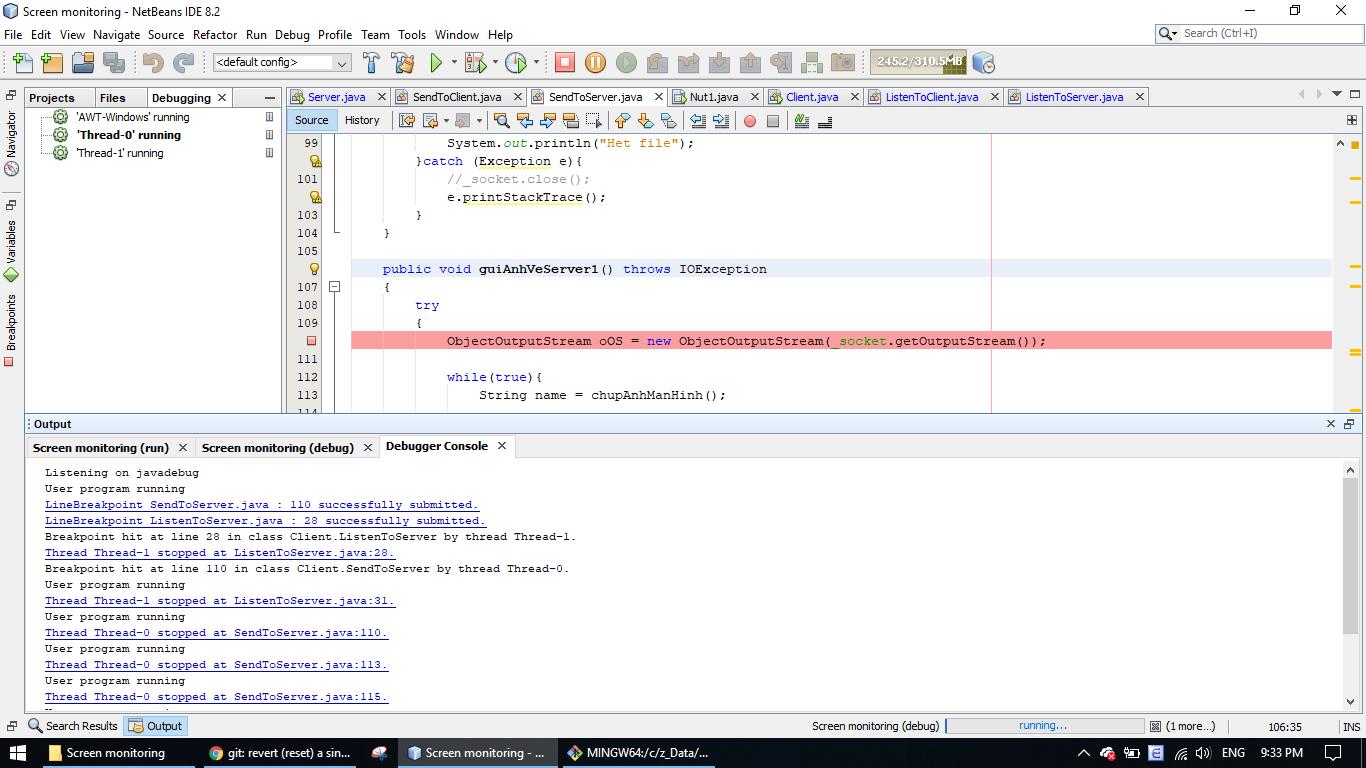 Screen monitoring - NetBeans IDE 8.2
File Edit View Navigate Source Refactor Run Debug Profile Team Tools Window Help
Search (Ctrl+I)
<default config>
245.2/310.5MB
Projects Files Debugging
Server.java SendToClient.java SendToServer.java Nut1.java Client.java ListenToClient.java ListenToServer.java
Navigator
Variables
Breakpoints
'AWT-Windows' running
'Thread-0' running
'Thread-1' running
Source History
99 System.out.println("Het file");
}catch (Exception e){
101 //_socket.close();
e.printStackTrace();
103 }
104 }
105
public void guiAnhVeServer1() throws IOException
107 {
108 try
109 {
ObjectOutputStream oOS = new ObjectOutputStream(_socket.getOutputStream());
111
112 while(true){
113 String name = chupAnhManHinh();
114
Output
Screen monitoring (run) Screen monitoring (debug) Debugger Console
Listening on javadebug
User program running
LineBreakpoint SendToServer.java : 110 successfully submitted.
LineBreakpoint ListenToServer.java : 28 successfully submitted.
Breakpoint hit at line 28 in class Client.ListenToServer by thread Thread-1.
Thread Thread-1 stopped at ListenToServer.java:28.
Breakpoint hit at line 110 in class Client.SendToServer by thread Thread-0.
User program running
Thread Thread-1 stopped at ListenToServer.java:31.
User program running
Thread Thread-0 stopped at SendToServer.java:110.
User program running
Thread Thread-0 stopped at SendToServer.java:113.
User program running
Thread Thread-0 stopped at SendToServer.java:115.
Search Results Output
Screen monitoring (debug) running... (1 more...) 106:35 INS
Screen monitoring git: revert (reset) a sin... Screen monitoring - ... MINGW64:/c/z_Data/... ENG 9:33 PM